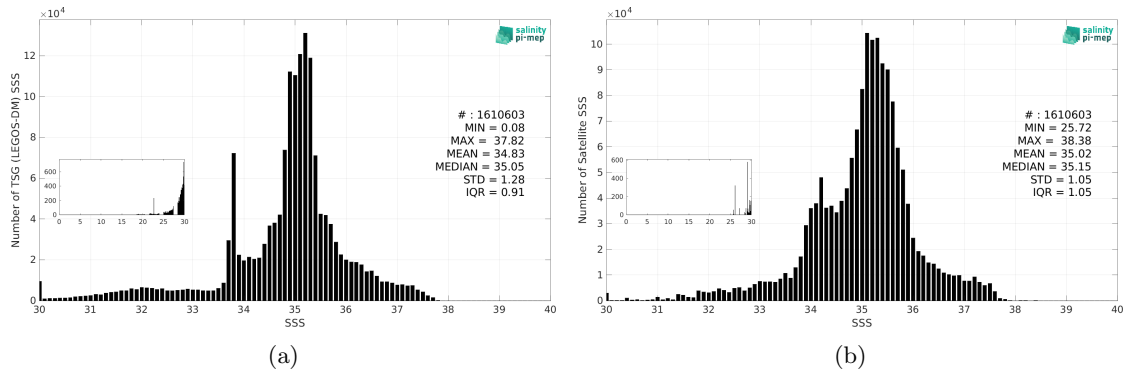 ×10⁴
salinity
pi-mep
Number of TSG (LEGOS-DM) SSS
12
10
8
6
4
2
0
# : 1610603
MIN = 0.08
MAX = 37.82
MEAN = 34.83
MEDIAN = 35.05
STD = 1.28
IQR = 0.91
600
400
200
0
0 5 10 15 20 25 30
30 31 32 33 34 35 36 37 38 39 40
SSS
(a)
×10⁴
salinity
pi-mep
Number of Satellite SSS
10
9
8
7
6
5
4
3
2
1
0
# : 1610603
MIN = 25.72
MAX = 38.38
MEAN = 35.02
MEDIAN = 35.15
STD = 1.05
IQR = 1.05
600
400
200
0
0 5 10 15 20 25 30
30 31 32 33 34 35 36 37 38 39 40
SSS
(b)